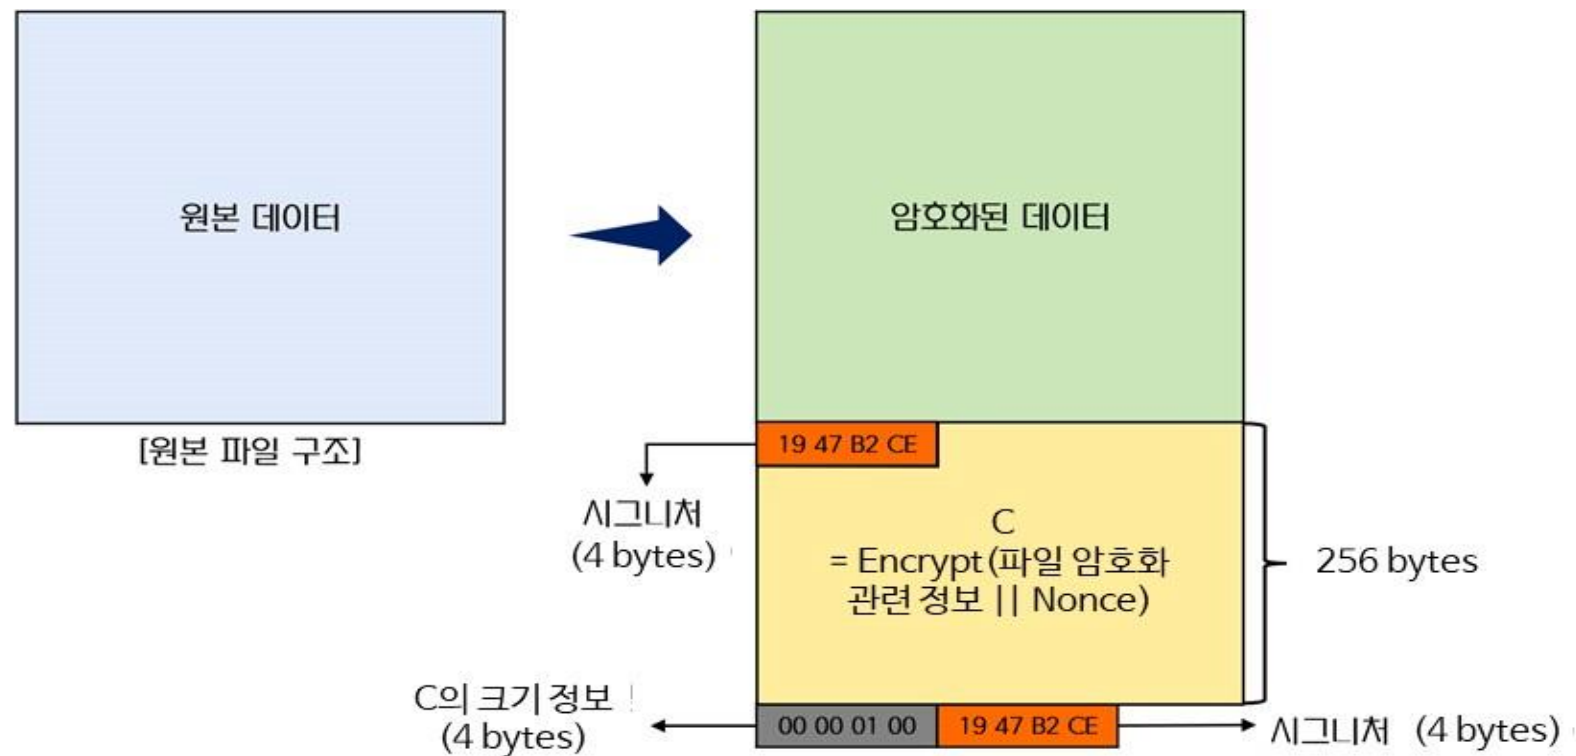 원본 데이터
[원본 파일 구조]
암호화된 데이터
19 47 B2 CE
시그니처
(4 bytes)
C
= Encrypt(파일 암호화
관련 정보 || Nonce)
256 bytes
C의 크기 정보
(4 bytes)
00 00 01 00
19 47 B2 CE
시그니처 (4 bytes)